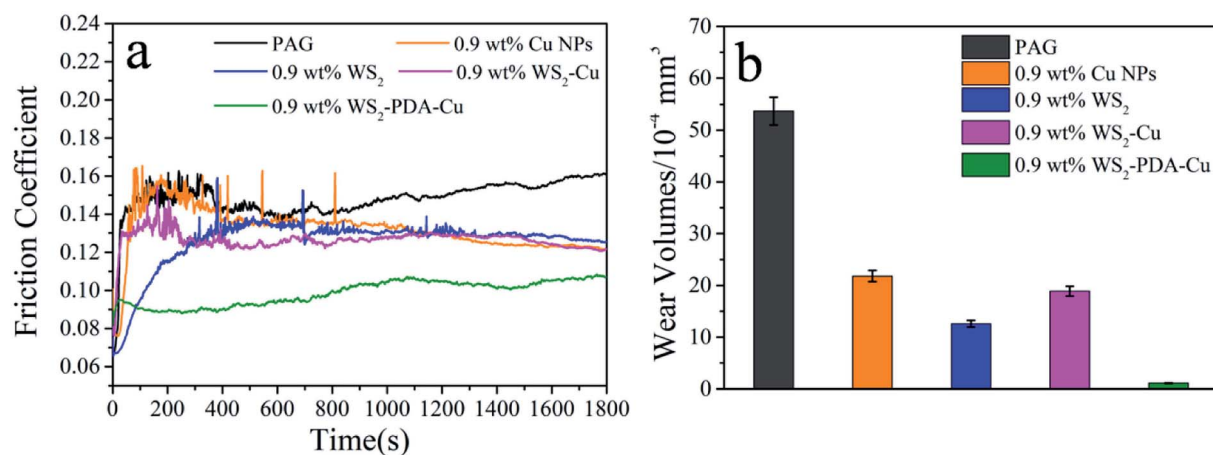 a
PAG
0.9 wt% Cu NPs
0.9 wt% WS₂
0.9 wt% WS₂-Cu
0.9 wt% WS₂-PDA-Cu
Friction Coefficient
0.24
0.22
0.20
0.18
0.16
0.14
0.12
0.10
0.08
0.06
0 200 400 600 800 1000 1200 1400 1600 1800
Time(s)
b
PAG
0.9 wt% Cu NPs
0.9 wt% WS₂
0.9 wt% WS₂-Cu
0.9 wt% WS₂-PDA-Cu
Wear Volumes/10⁻⁴ mm³
70
60
50
40
30
20
10
0